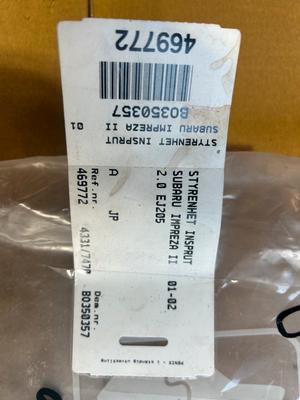 469772
B0350357
SUBARU IMPREZA II
STYRENHET INSPRUT
01
STYRENHET INSPRUT
SUBARU IMPREZA II 01-02
2.0 EJ205
A JP
Ref.nr. Dem.nr.
469772 4331/747P B0350357